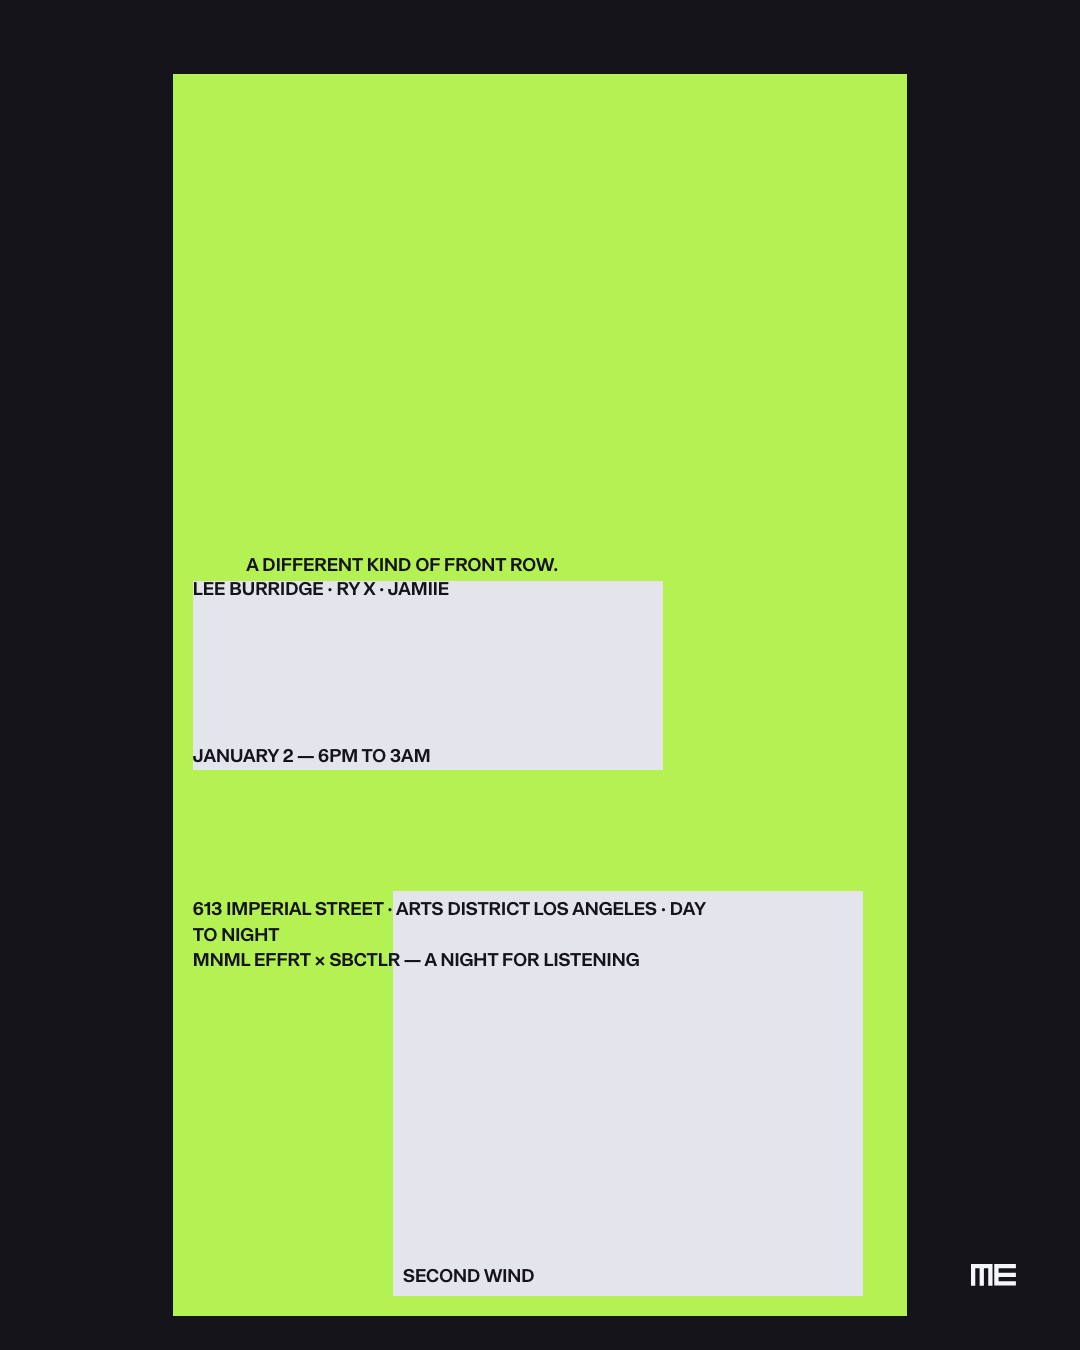 A DIFFERENT KIND OF FRONT ROW.
LEE BURRIDGE · RY X · JAMIIE
JANUARY 2 — 6PM TO 3AM
613 IMPERIAL STREET · ARTS DISTRICT LOS ANGELES · DAY
TO NIGHT
MNML EFFRT × SBCTLR — A NIGHT FOR LISTENING
SECOND WIND
ME